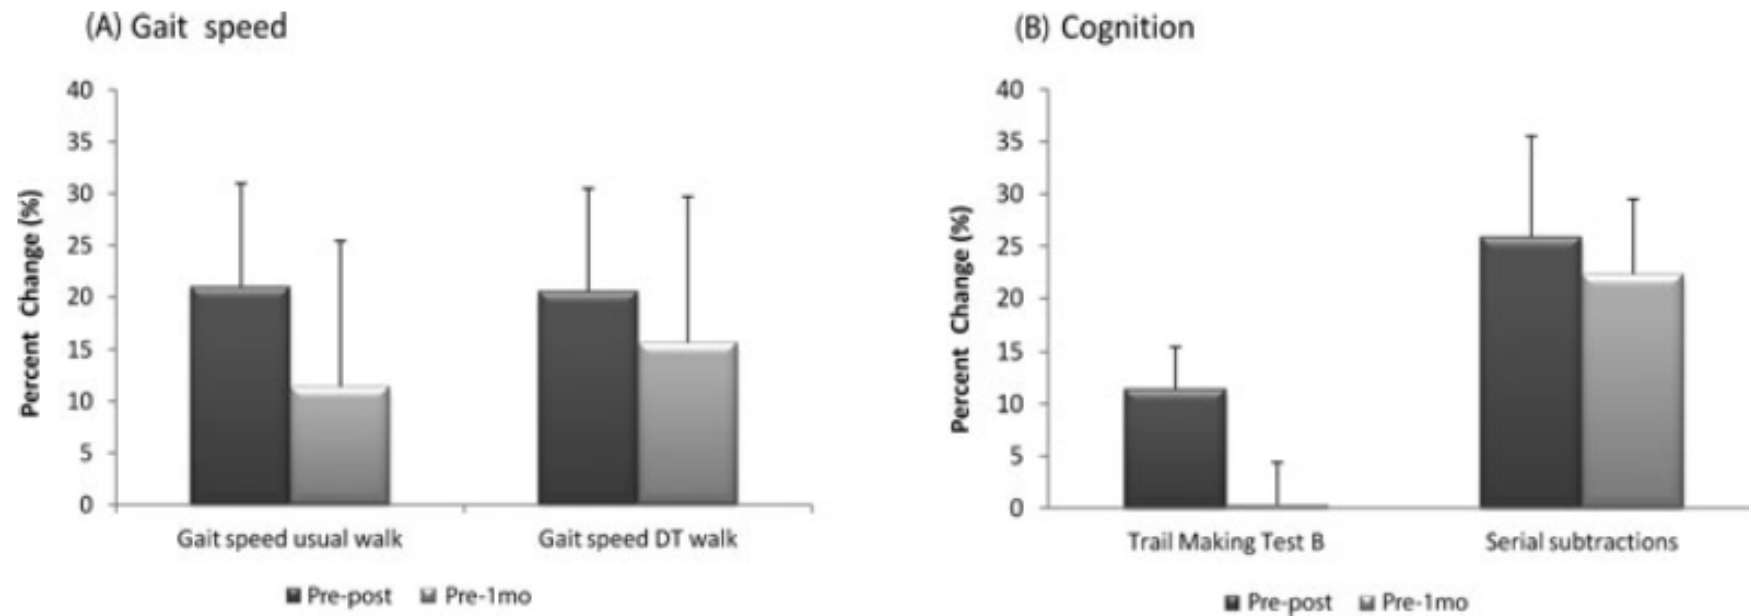 (A) Gait speed
Percent Change (%)
40
35
30
25
20
15
10
5
0
Gait speed usual walk
Gait speed DT walk
Pre-post
Pre-1mo
(B) Cognition
Percent Change (%)
40
35
30
25
20
15
10
5
0
Trail Making Test B
Serial subtractions
Pre-post
Pre-1mo